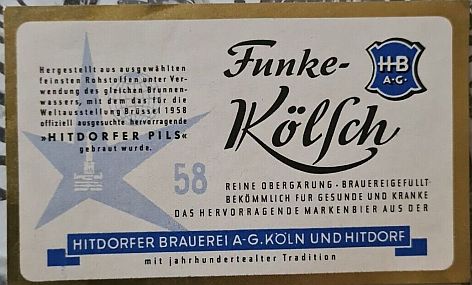 Hergestellt aus ausgewählten
feinsten Rohstoffen unter Ver-
wendung des gleichen Brunnen-
wassers, mit dem das für die
Weltausstellung Brüssel 1958
offiziell ausgesuchte hervorragende
»HITDORFER PILS«
gebraut wurde.
Funke-
Kölsch
H-B
A·G·
58
REINE OBERGÄRUNG · BRAUEREIGEFÜLLT
BEKÖMMLICH FÜR GESUNDE UND KRANKE
DAS HERVORRAGENDE MARKENBIER AUS DER
HITDORFER BRAUEREI A-G. KÖLN UND HITDORF
mit jahrhundertealter Tradition